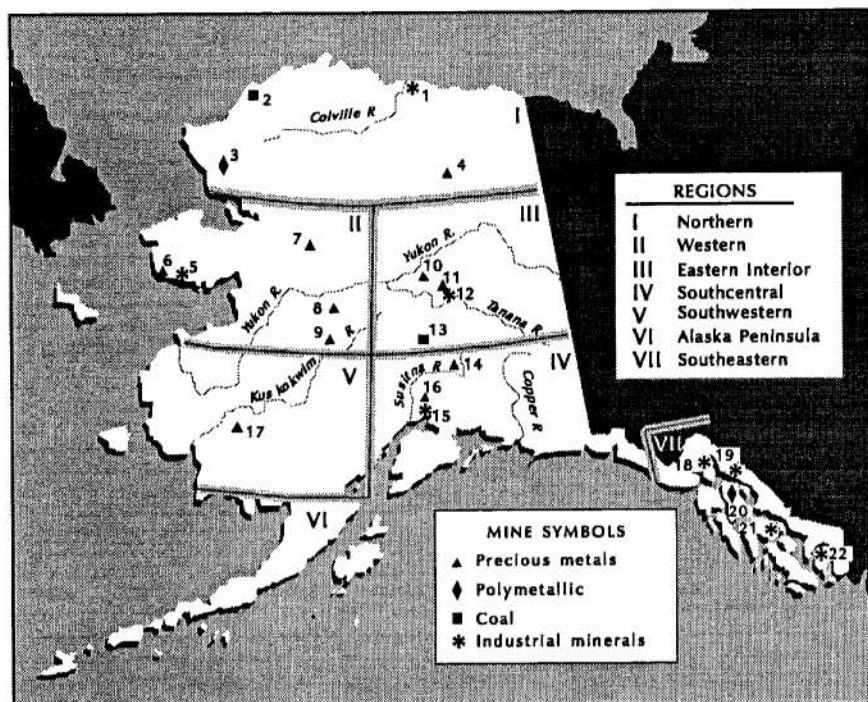 1
2
Colville R
I
3
4
II
III
7
Yukon R.
6
5
10
11
12
Yukon R.
8
Tanana R
9
R.
13
V
IV
Kuskokwim
Susitna R
14
Copper R
16
15
17
VI
VII
18
19
20
21
22
REGIONS
I Northern
II Western
III Eastern Interior
IV Southcentral
V Southwestern
VI Alaska Peninsula
VII Southeastern
MINE SYMBOLS
Precious metals
Polymetallic
Coal
Industrial minerals